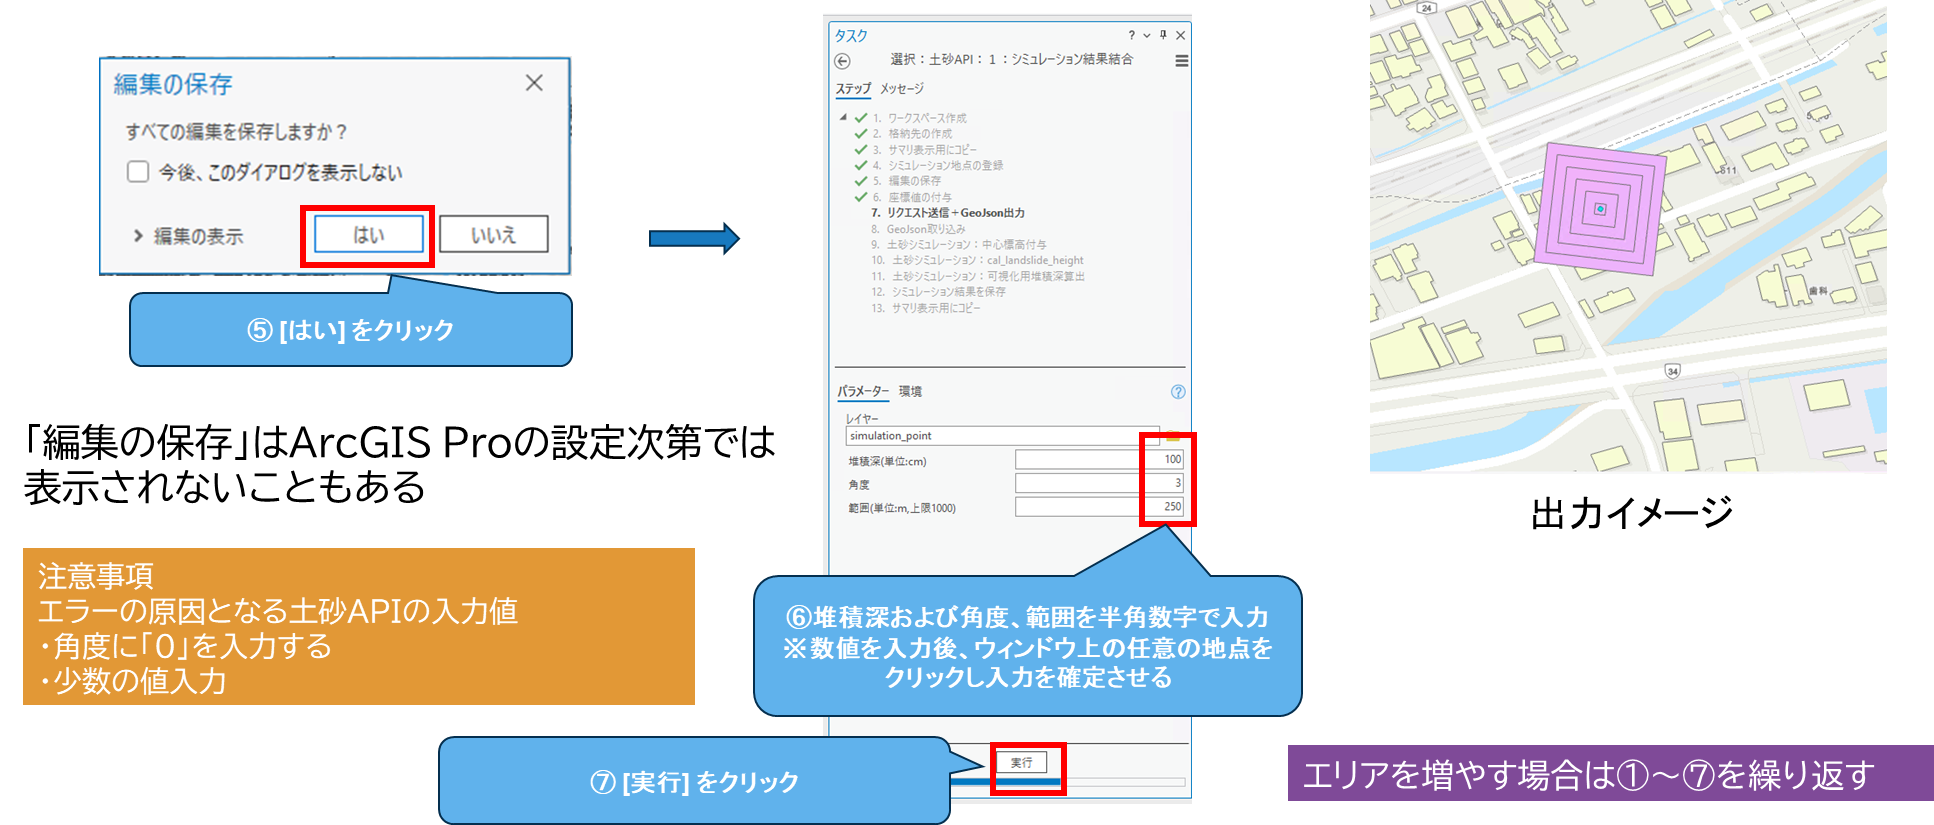 編集の保存
すべての編集を保存しますか？
今後、このダイアログを表示しない
編集の表示
はい
いいえ
⑤ [はい] をクリック
「編集の保存」はArcGIS Proの設定次第では
表示されないこともある
注意事項
エラーの原因となる土砂APIの入力値
・角度に「0」を入力する
・少数の値入力
タスク
選択：土砂API：1：シミュレーション結果結合
ステップ メッセージ
1. ワークスペース作成
2. 格納先の作成
3. サマリ表示用にコピー
4. シミュレーション地点の登録
5. 編集の保存
6. 座標値の付与
7. リクエスト送信＋GeoJson出力
8. GeoJson取り込み
9. 土砂シミュレーション：中心標高付与
10. 土砂シミュレーション：cal_landslide_height
11. 土砂シミュレーション：可視化用堆積深算出
12. シミュレーション結果を保存
13. サマリ表示用にコピー
パラメーター 環境
レイヤー
simulation_point
堆積深(単位:cm) 100
角度 3
範囲(単位:m,上限1000) 250
⑥堆積深および角度、範囲を半角数字で入力
※数値を入力後、ウィンドウ上の任意の地点を
クリックし入力を確定させる
実行
⑦ [実行] をクリック
24
歯科
34
出力イメージ
エリアを増やす場合は①～⑦を繰り返す